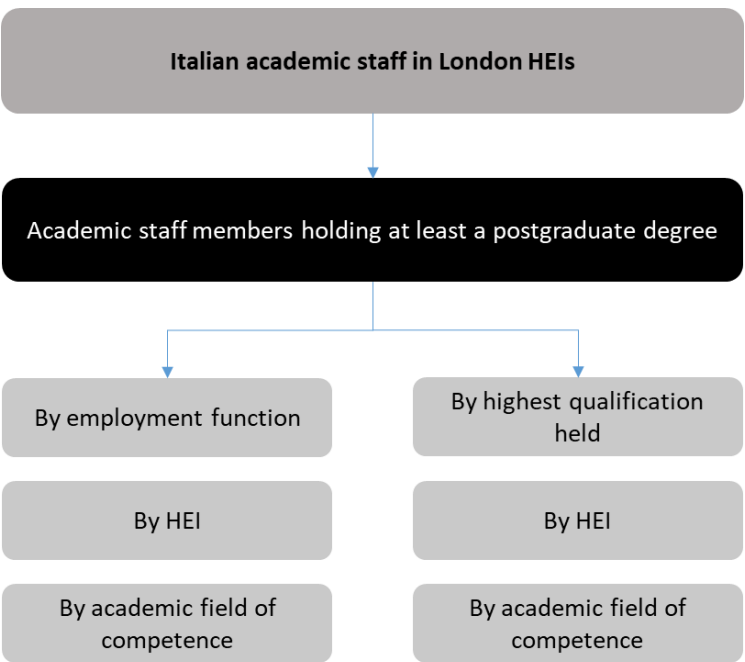 Italian academic staff in London HEIs
Academic staff members holding at least a postgraduate degree
By employment function
By highest qualification
held
By HEI
By HEI
By academic field of
competence
By academic field of
competence